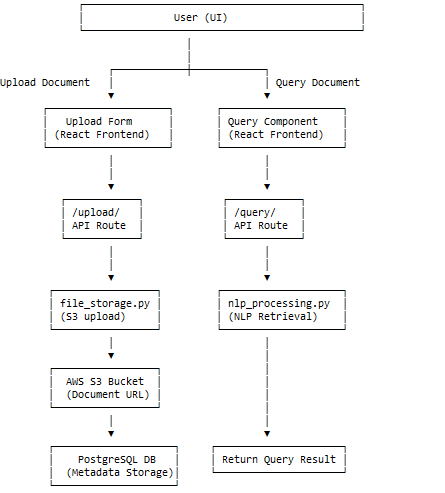 User (UI)
Upload Document
Query Document
Upload Form
(React Frontend)
Query Component
(React Frontend)
/upload/
API Route
/query/
API Route
file_storage.py
(S3 upload)
nlp_processing.py
(NLP Retrieval)
AWS S3 Bucket
(Document URL)
PostgreSQL DB
(Metadata Storage)
Return Query Result